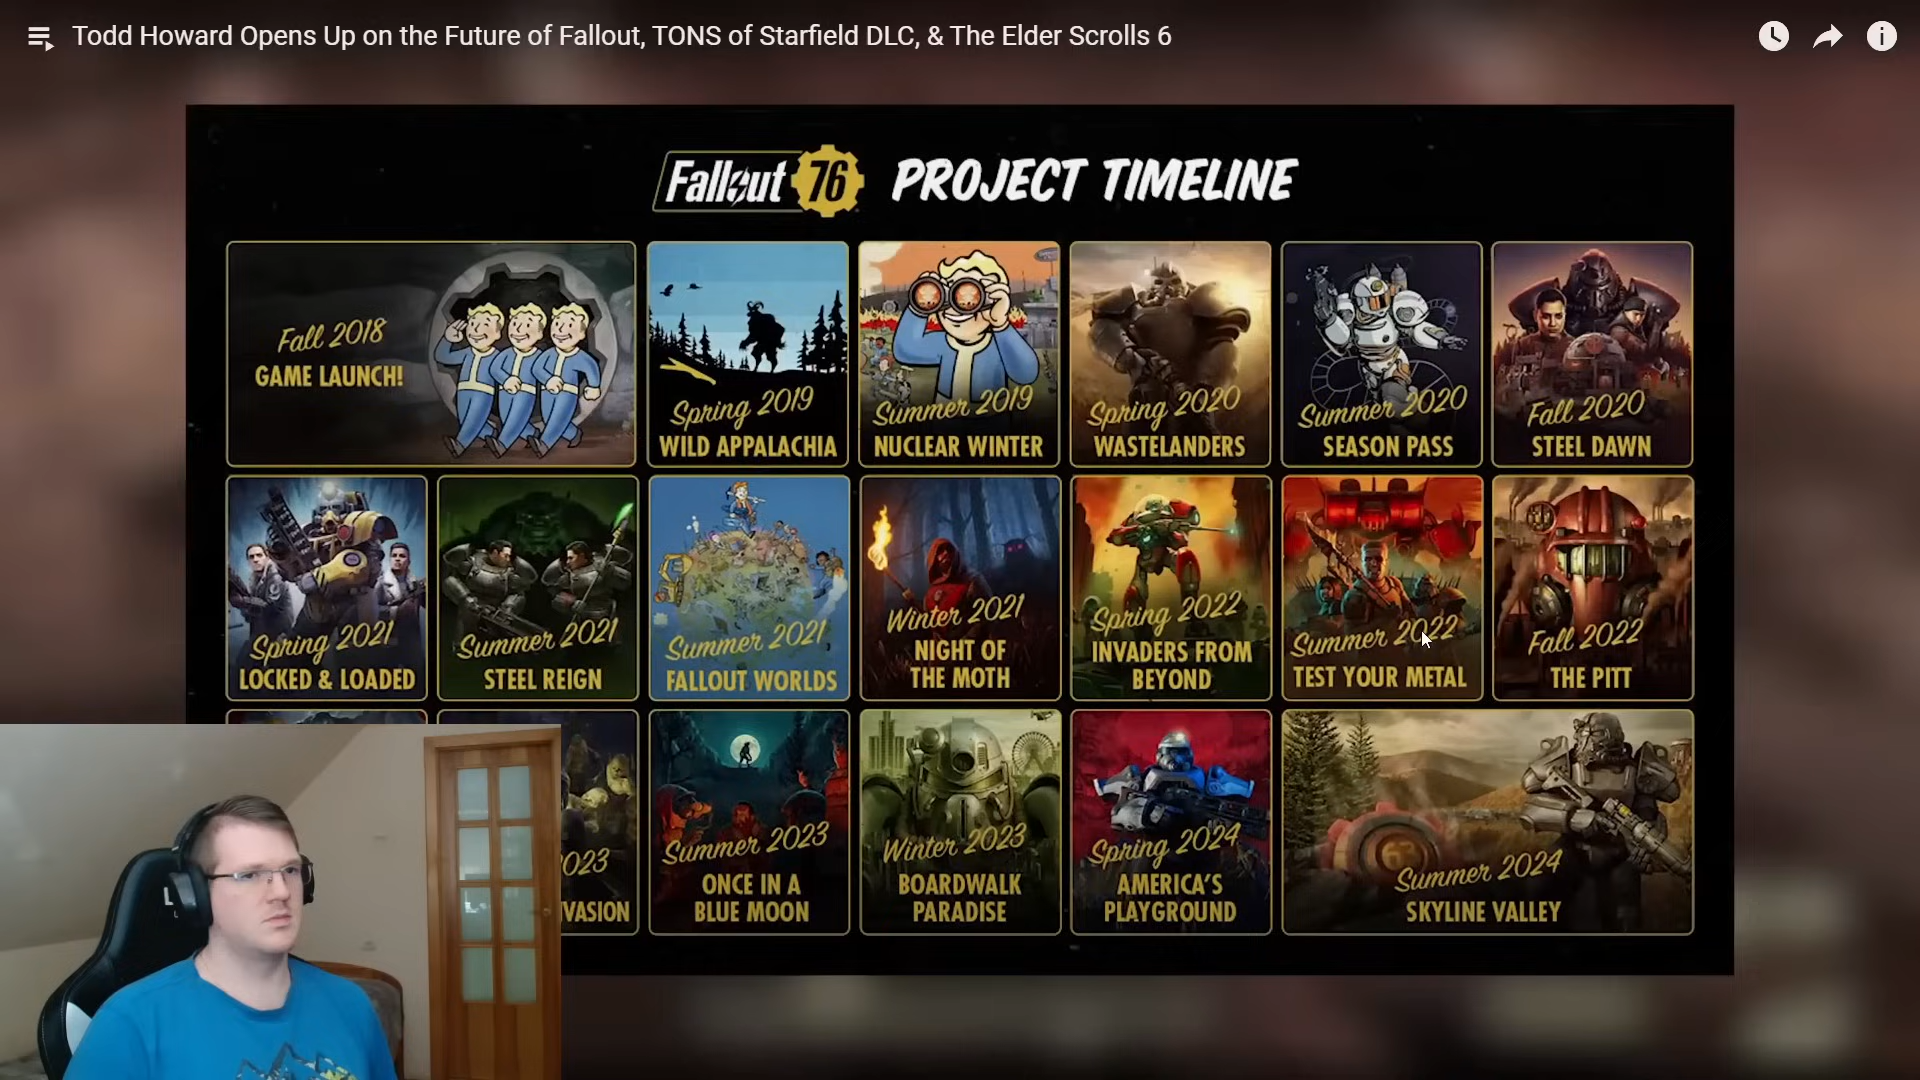 Todd Howard Opens Up on the Future of Fallout, TONS of Starfield DLC, & The Elder Scrolls 6
Fallout 76 PROJECT TIMELINE
Fall 2018
GAME LAUNCH!
Spring 2019
WILD APPALACHIA
Summer 2019
NUCLEAR WINTER
Spring 2020
WASTELANDERS
Summer 2020
SEASON PASS
Fall 2020
STEEL DAWN
Spring 2021
LOCKED & LOADED
Summer 2021
STEEL REIGN
Summer 2021
FALLOUT WORLDS
Winter 2021
NIGHT OF
THE MOTH
Spring 2022
INVADERS FROM
BEYOND
Summer 2022
TEST YOUR METAL
Fall 2022
THE PITT
023
VASION
Summer 2023
ONCE IN A
BLUE MOON
Winter 2023
BOARDWALK
PARADISE
Spring 2024
AMERICA'S
PLAYGROUND
Summer 2024
SKYLINE VALLEY